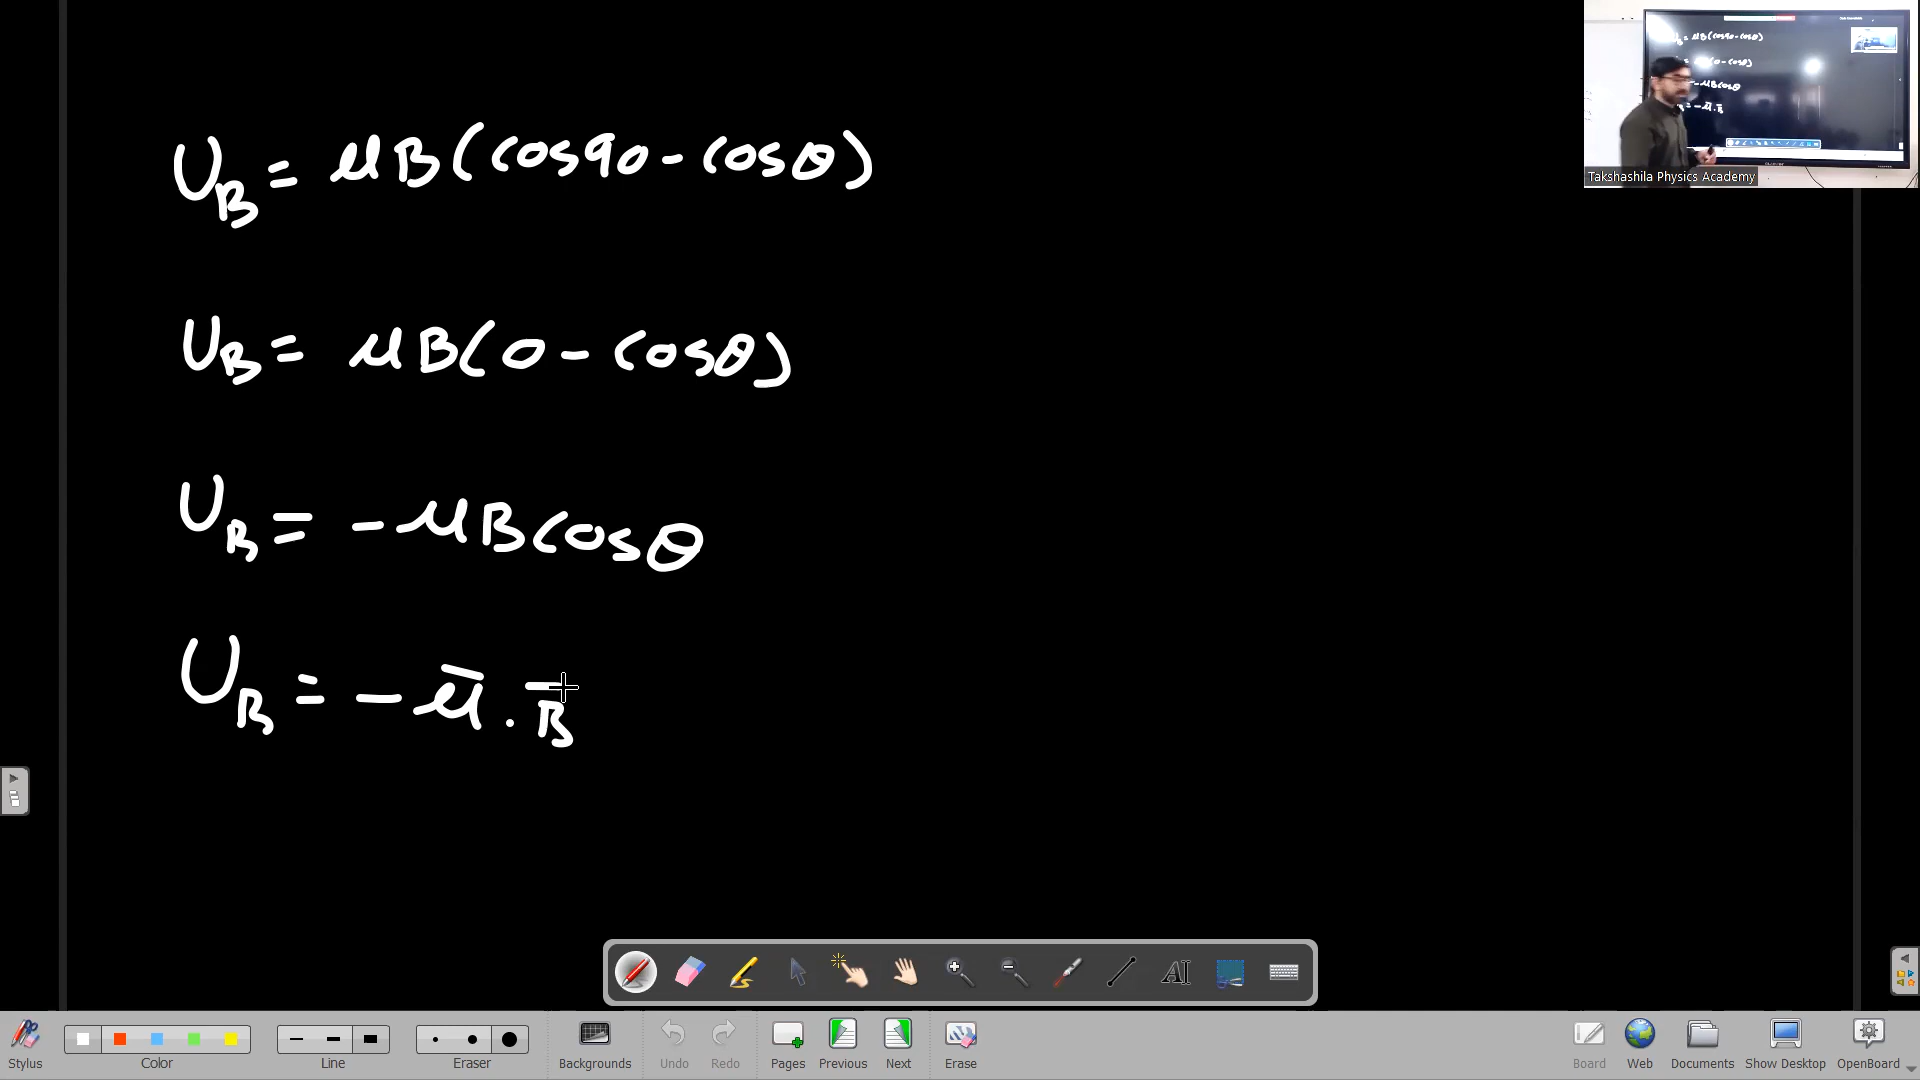 U_B = μB(cos90 - cosθ)
U_B = μB(0 - cosθ)
U_B = -μBcosθ
U_B = -μ̄ . B̄
Takshashila Physics Academy
Stylus
Color
Line
Eraser
Backgrounds
Undo
Redo
Pages
Previous
Next
Erase
Board
Web
Documents
Show Desktop
OpenBoard